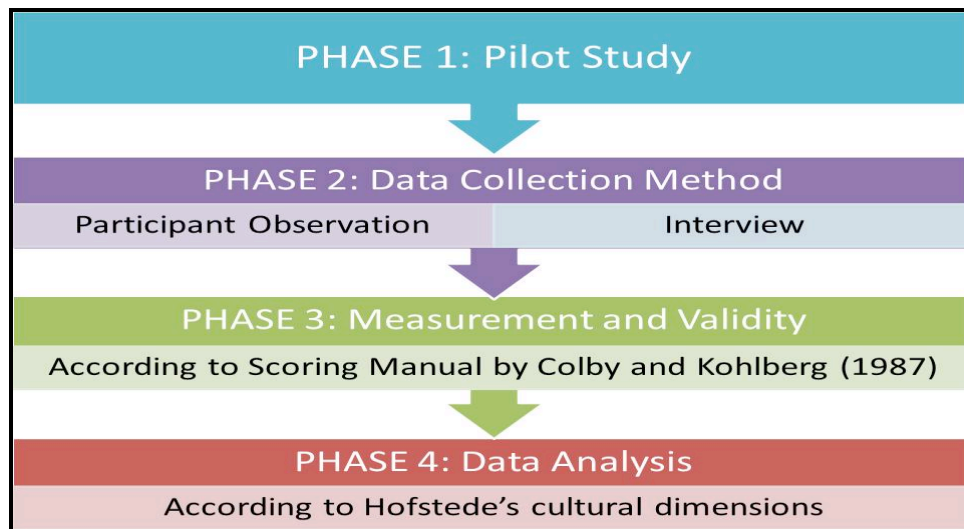 PHASE 1: Pilot Study
PHASE 2: Data Collection Method
Participant Observation
Interview
PHASE 3: Measurement and Validity
According to Scoring Manual by Colby and Kohlberg (1987)
PHASE 4: Data Analysis
According to Hofstede’s cultural dimensions